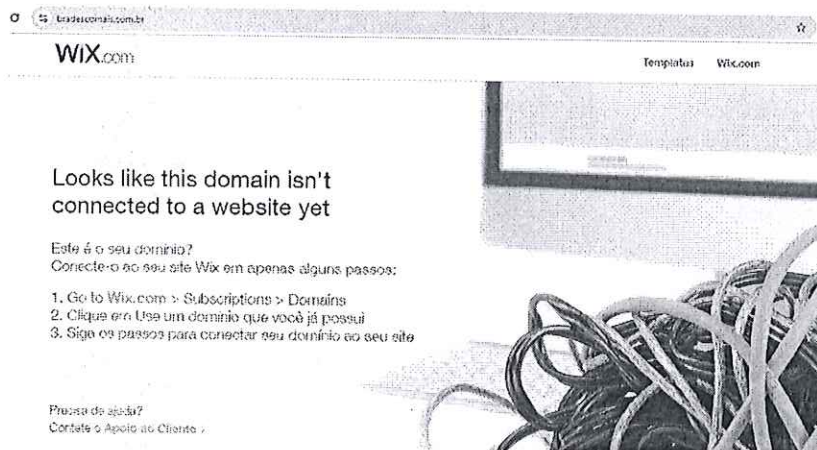 bradescomais.com.br
WiX.com
Templates Wix.com
Looks like this domain isn't
connected to a website yet
Este é o seu domínio?
Conecte-o ao seu site Wix em apenas alguns passos:
1. Go to Wix.com > Subscriptions > Domains
2. Clique em Use um domínio que você já possui
3. Siga os passos para conectar seu domínio ao seu site
Precisa de ajuda?
Contate o Apoio ao Cliente ›